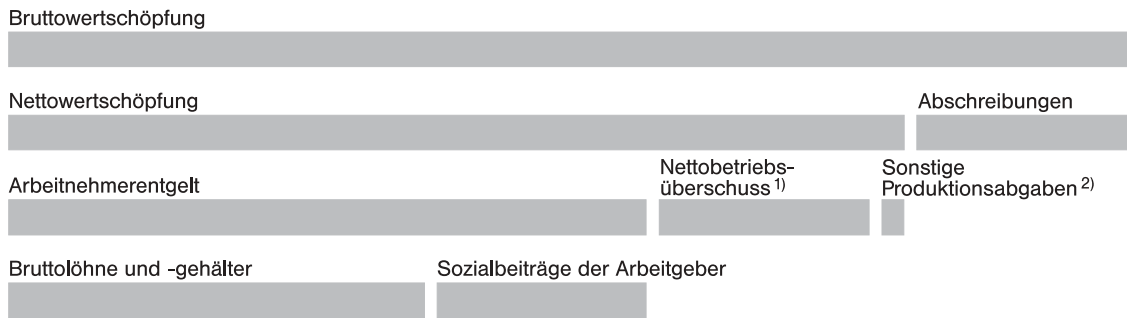 Bruttowertschöpfung
Nettowertschöpfung
Abschreibungen
Arbeitnehmerentgelt
Nettobetriebs-
überschuss 1)
Sonstige
Produktionsabgaben 2)
Bruttolöhne und -gehälter
Sozialbeiträge der Arbeitgeber